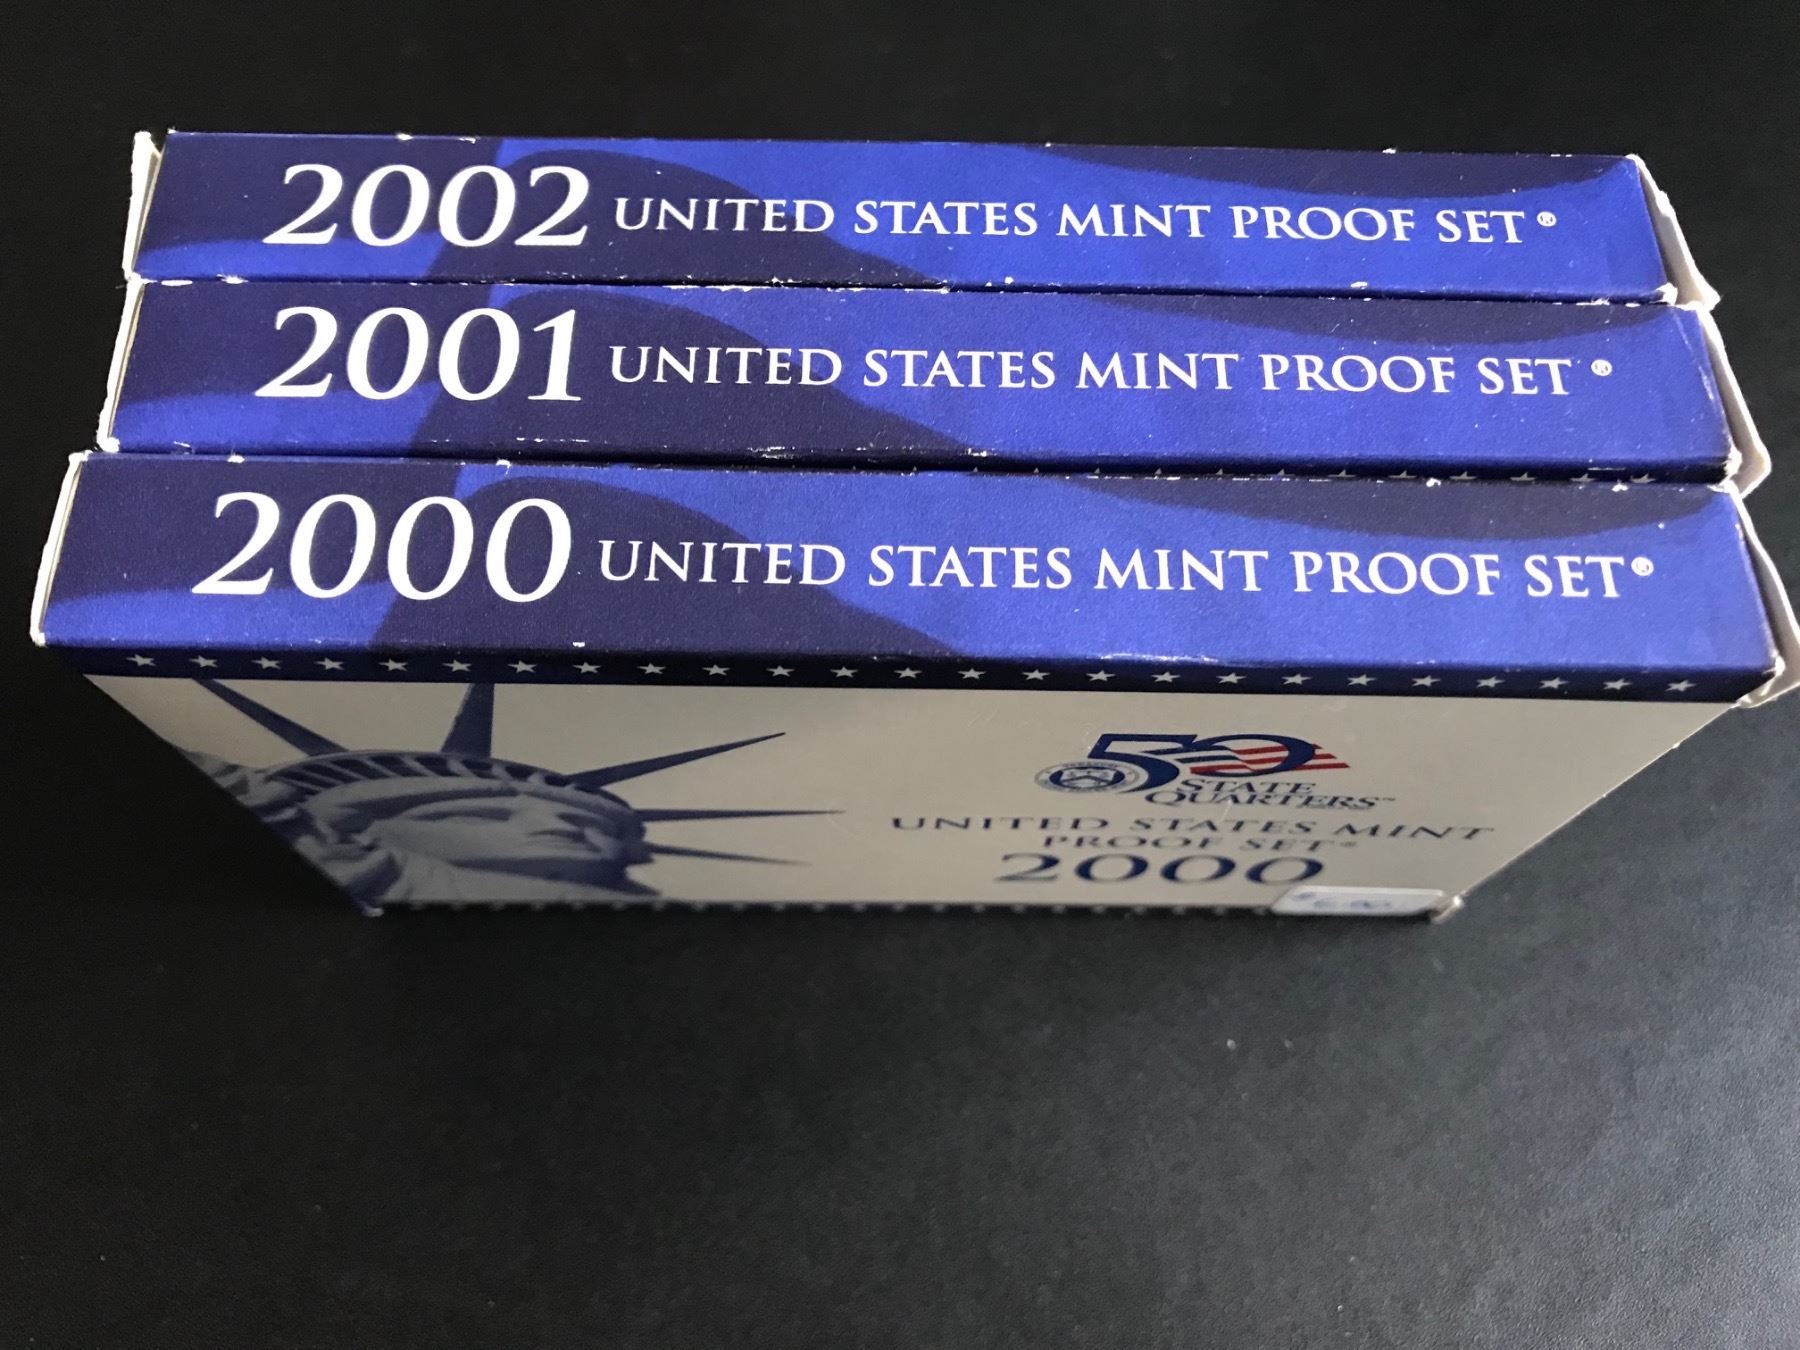 2002 UNITED STATES MINT PROOF SET®
2001 UNITED STATES MINT PROOF SET®
2000 UNITED STATES MINT PROOF SET®
50
STATE
QUARTERS™
UNITED STATES MINT
PROOF SET®
2000